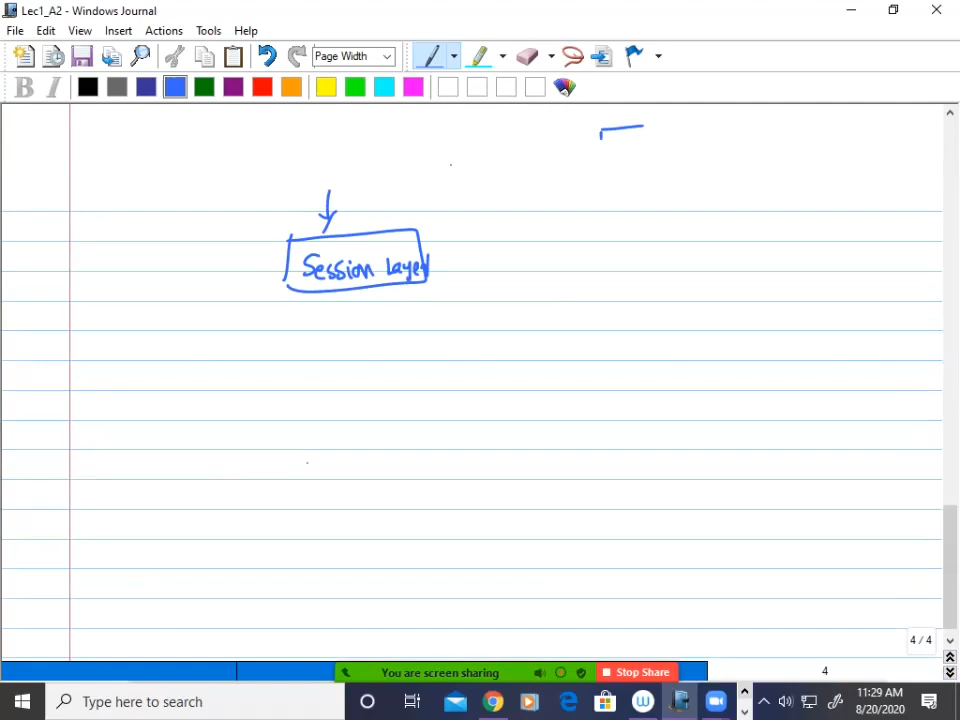 Lec1_A2 - Windows Journal
File Edit View Insert Actions Tools Help
Page Width
B I
Session Layer
4 / 4
You are screen sharing
Stop Share
4
Type here to search
11:29 AM
8/20/2020